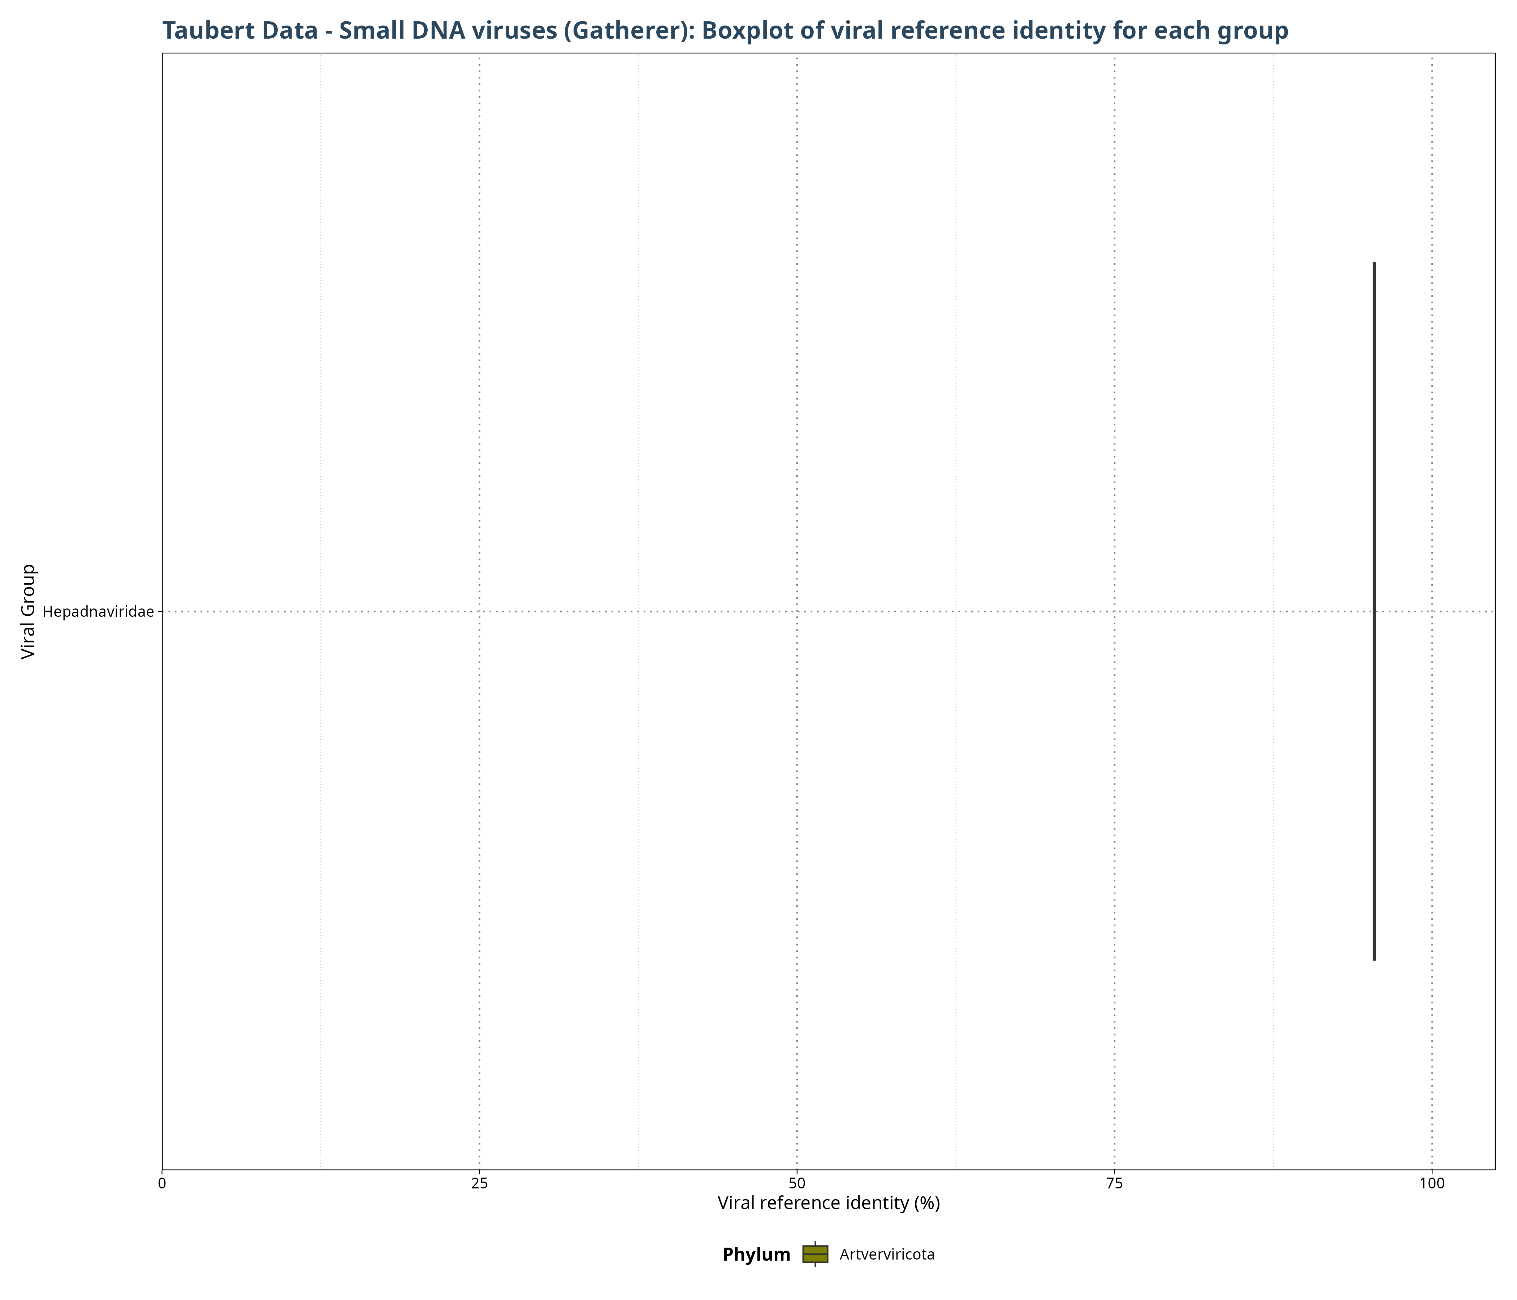 Taubert Data - Small DNA viruses (Gatherer): Boxplot of viral reference identity for each group
Viral Group
Hepadnaviridae
0 25 50 75 100
Viral reference identity (%)
Phylum Artverviricota